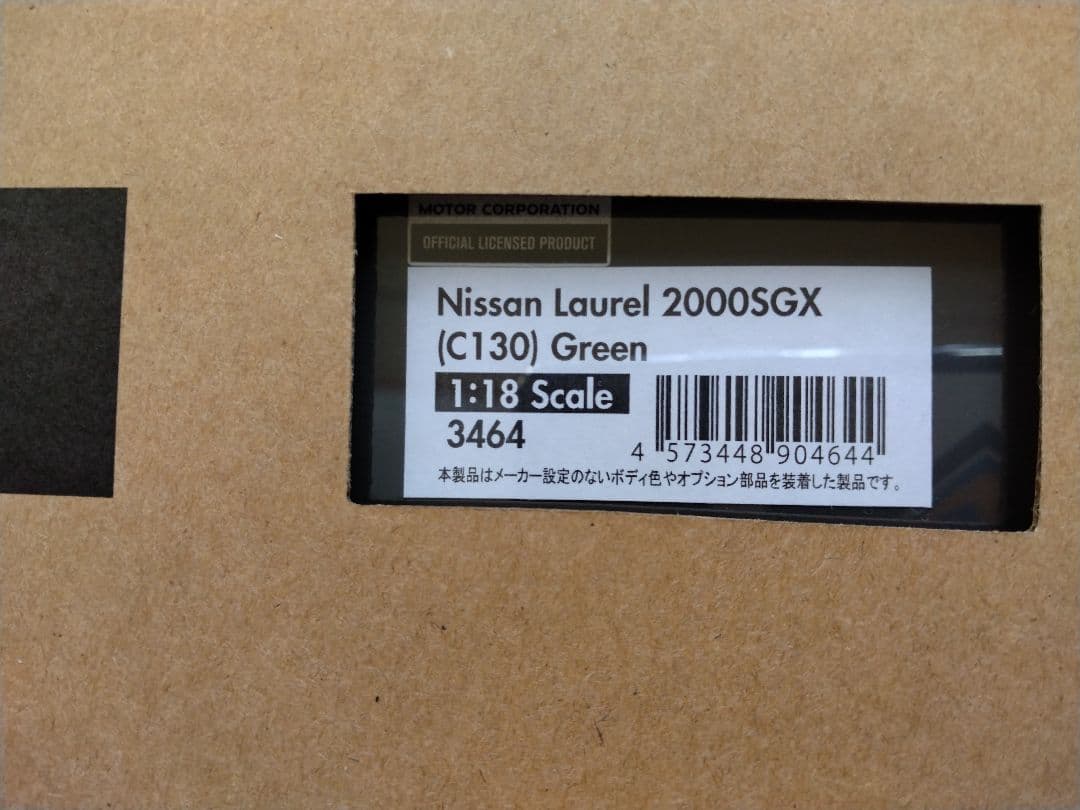 MOTOR CORPORATION
OFFICIAL LICENSED PRODUCT
Nissan Laurel 2000SGX
(C130) Green
1:18 Scale
3464
4 573448 904644
本製品はメーカー設定のないボディ色やオプション部品を装着した製品です。